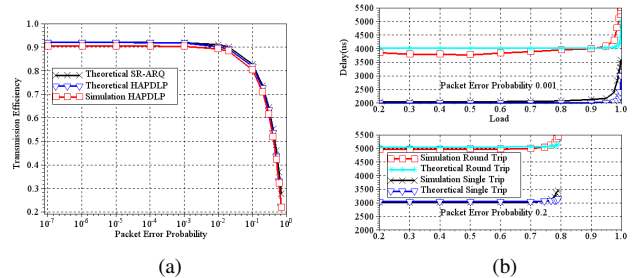 1.0
0.9
0.8
0.7
0.6
0.5
0.4
0.3
0.2
Transmission Efficiency
Theoretical SR-ARQ
Theoretical HAPDLP
Simulation HAPDLP
10-7 10-6 10-5 10-4 10-3 10-2 10-1 100
Packet Error Probability
(a)
5500
5000
4500
4000
3500
3000
2500
2000
Delay(us)
Packet Error Probability 0.001
0.2 0.3 0.4 0.5 0.6 0.7 0.8 0.9 1.0
Load
5500
5000
4500
4000
3500
3000
2500
2000
Simulation Round Trip
Theoretical Round Trip
Simulation Single Trip
Theoretical Single Trip
Packet Error Probability 0.2
0.2 0.3 0.4 0.5 0.6 0.7 0.8 0.9 1.0
(b)